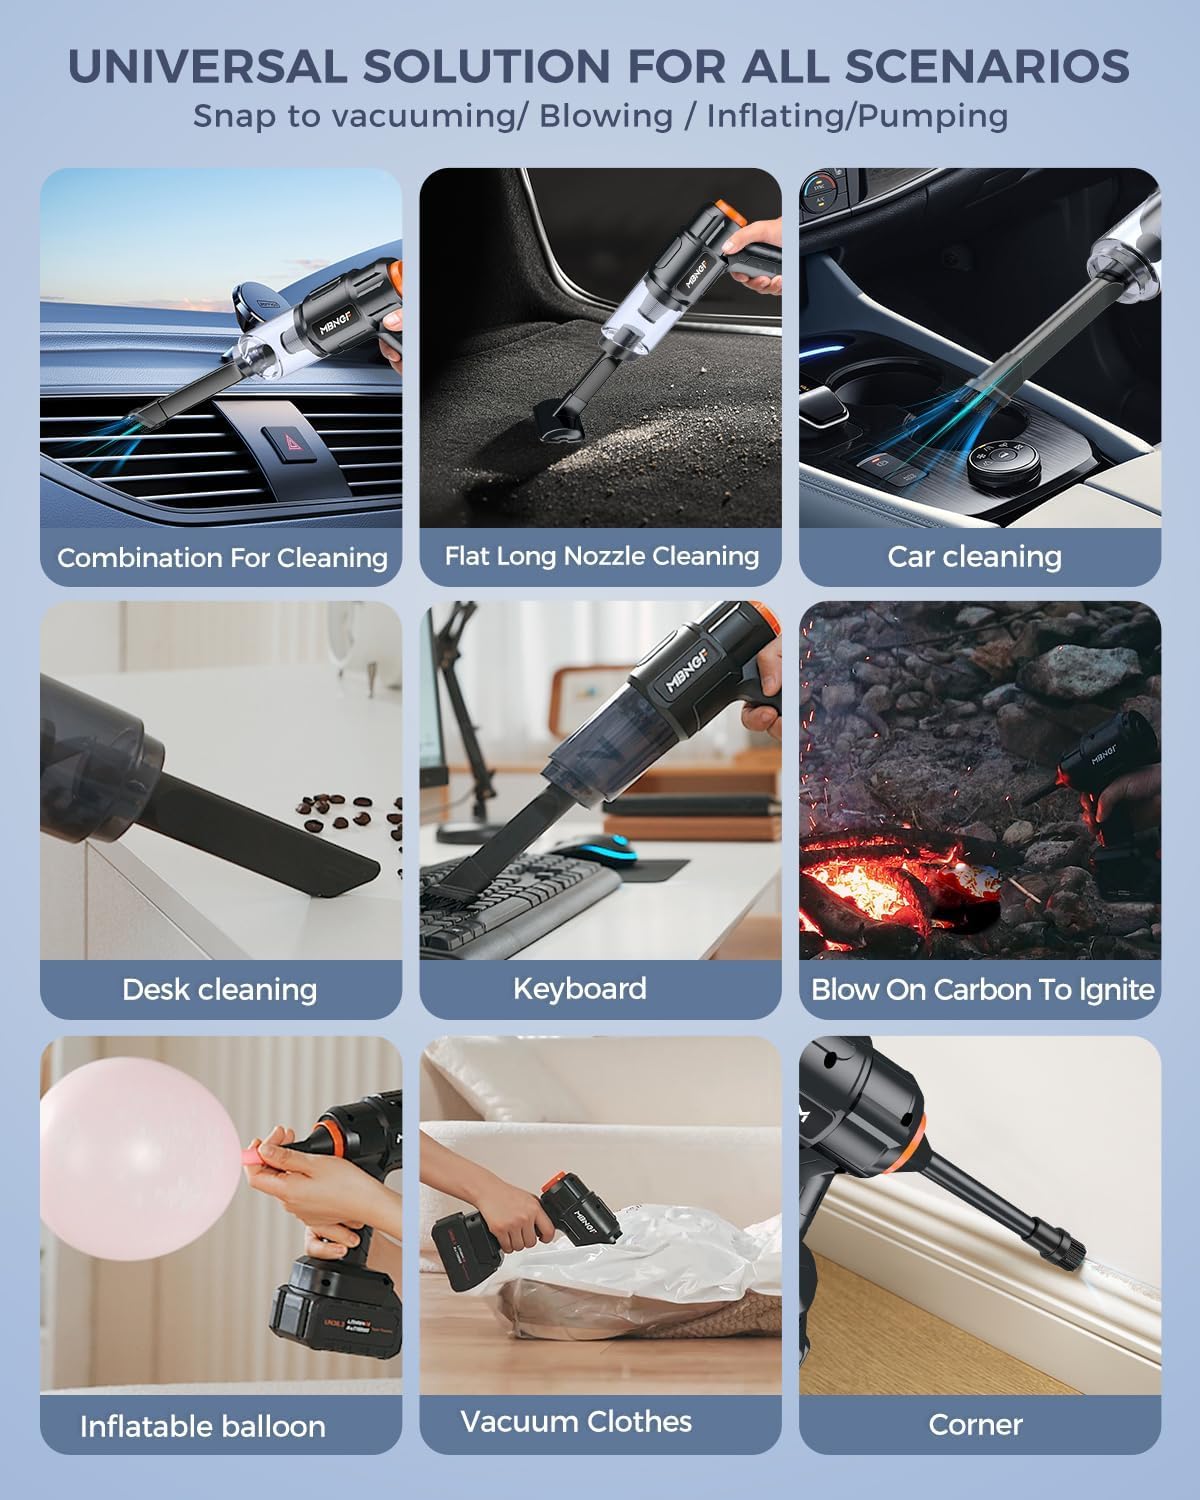 UNIVERSAL SOLUTION FOR ALL SCENARIOS
Snap to vacuuming/ Blowing / Inflating/Pumping
MBNGF
MBNGF
SYNC
A/C
Combination For Cleaning
Flat Long Nozzle Cleaning
Car cleaning
MBNGF
MBNGF
Desk cleaning
Keyboard
Blow On Carbon To Ignite
MBNGF
Inflatable balloon
Vacuum Clothes
Corner